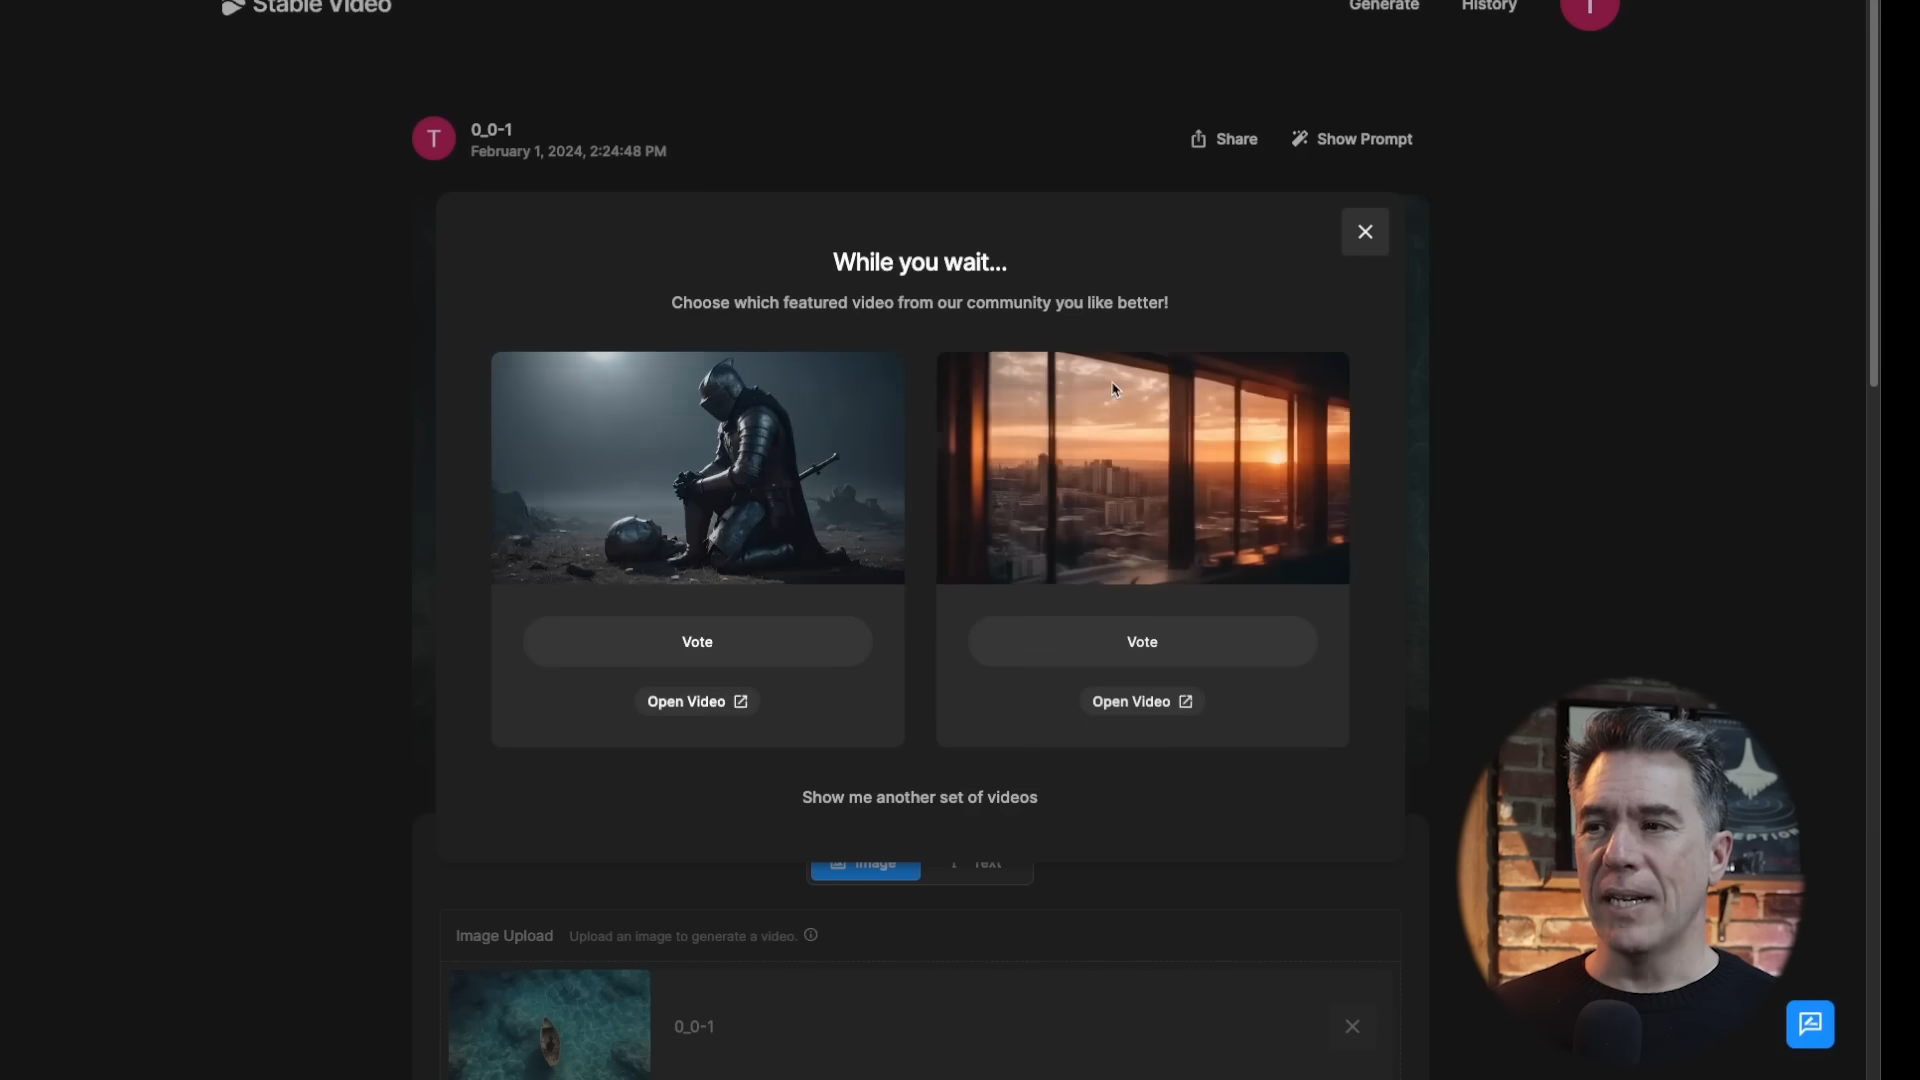 Stable Video
Generate
History
T
0_0-1
February 1, 2024, 2:24:48 PM
Share
Show Prompt
While you wait...
Choose which featured video from our community you like better!
Vote
Vote
Open Video
Open Video
Show me another set of videos
Image
Text
Image Upload
Upload an image to generate a video.
0_0-1